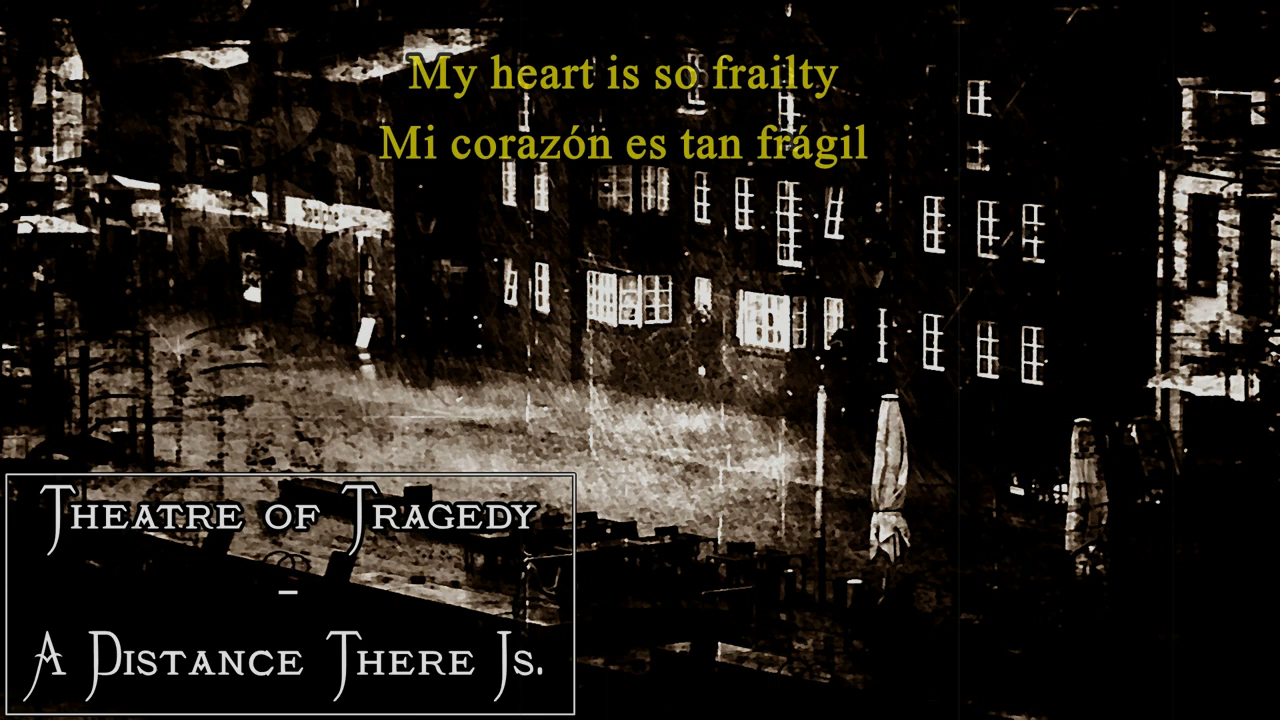 My heart is so frailty
Mi corazón es tan frágil
Theatre of Tragedy
-
A Distance There Is.